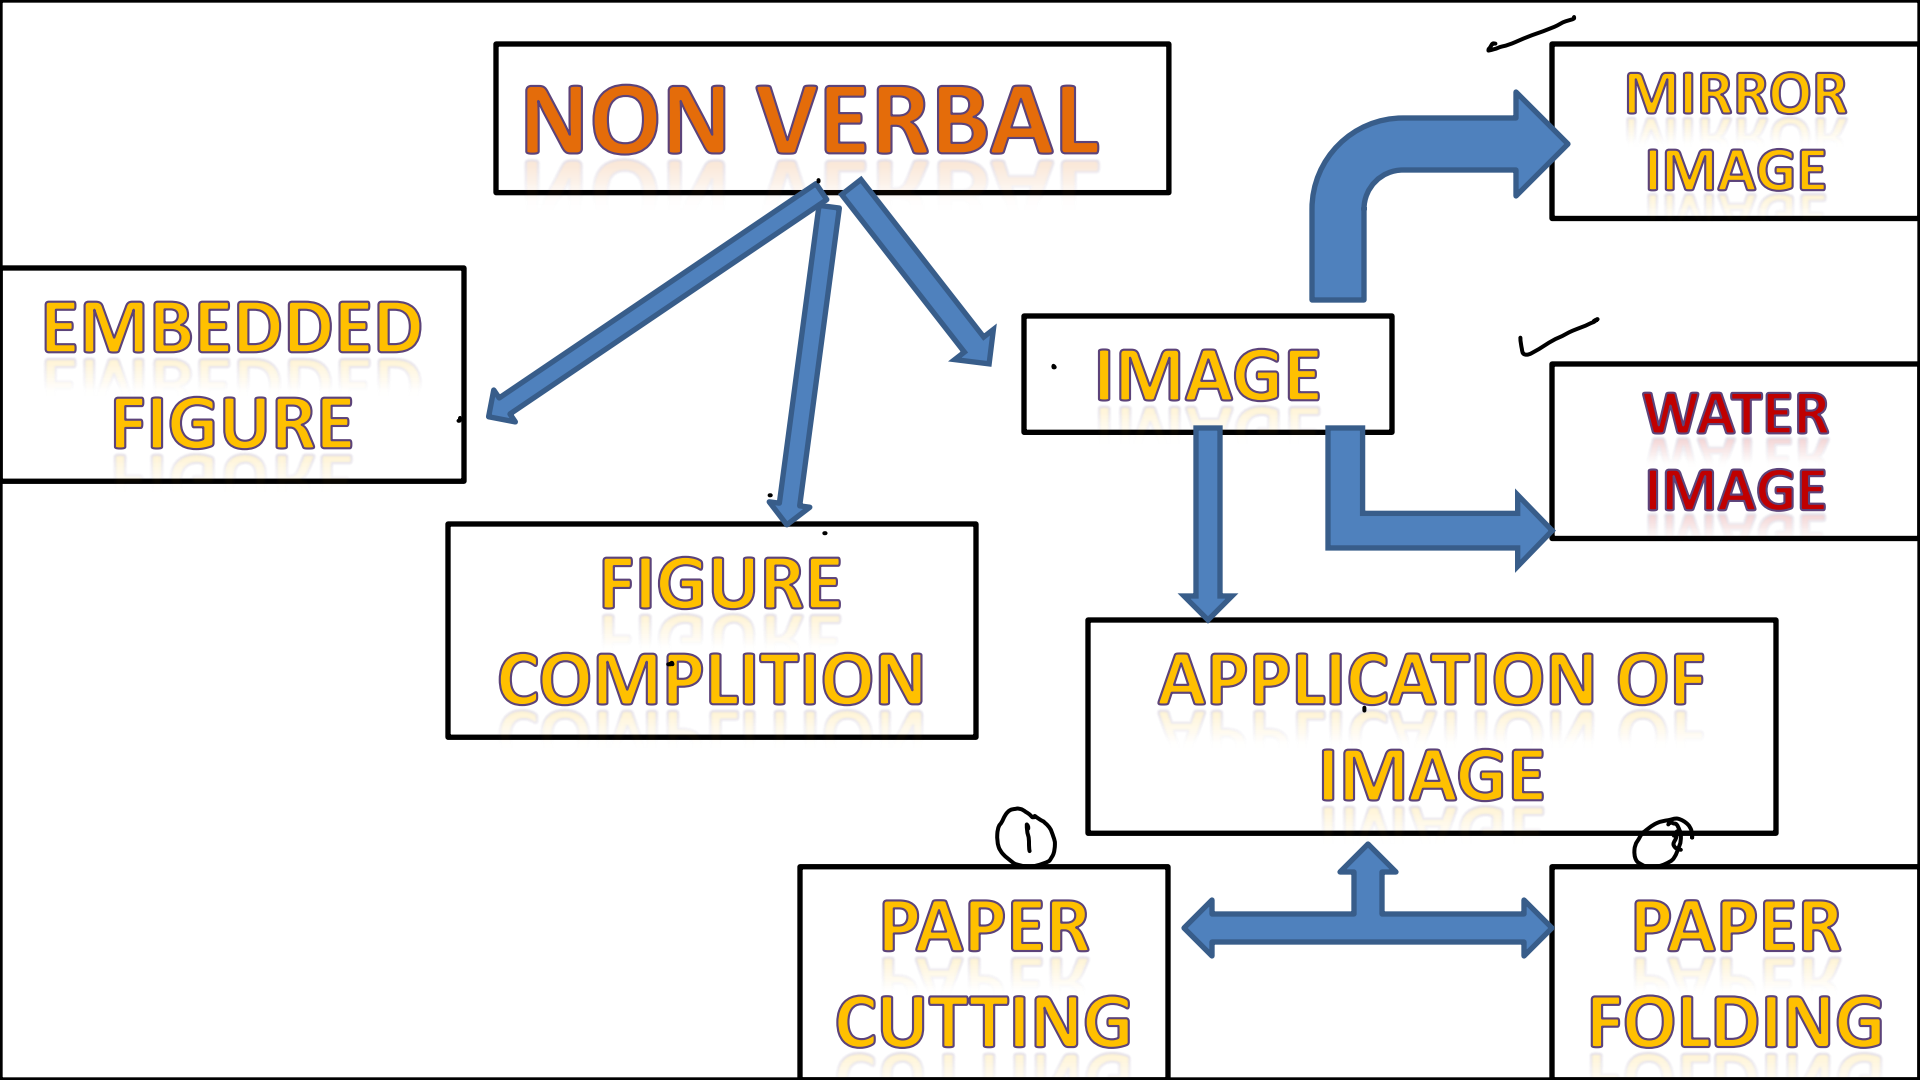 NON VERBAL
MIRROR
IMAGE
EMBEDDED
FIGURE
IMAGE
WATER
IMAGE
FIGURE
COMPLITION
APPLICATION OF
IMAGE
1
2
PAPER
CUTTING
PAPER
FOLDING